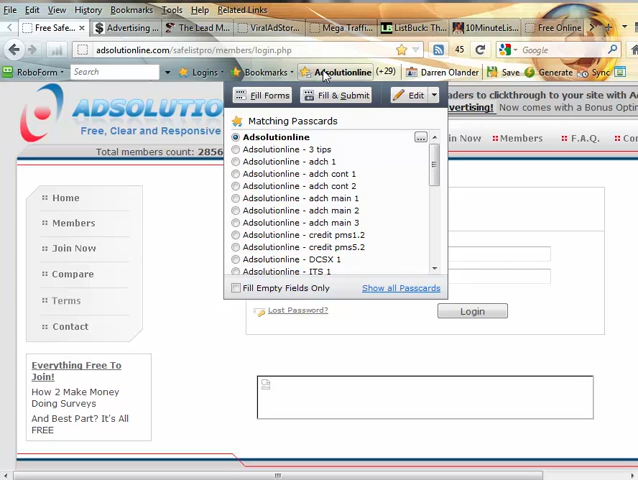 File Edit View History Bookmarks Tools Help Related Links
Free Safe... Advertising ... The Lead M... ViralAdStor... Mega Traffi... ListBuck: Th... 10MinuteLis... Free Online
adsolutionline.com/safelistpro/members/login.php 45 Google
RoboForm Search Logins Bookmarks Adsolutionline (+29) Darren Olander Save Generate Sync
ADSOLUTIO
Free, Clear and Responsive
Total members count: 2856
eaders to clickthrough to your site with Ad
vertising! Now comes with a Bonus Optin
Join Now Members F.A.Q. Co
Fill Forms Fill & Submit Edit
Matching Passcards
Adsolutionline
Adsolutionline - 3 tips
Adsolutionline - adch 1
Adsolutionline - adch cont 1
Adsolutionline - adch cont 2
Adsolutionline - adch main 1
Adsolutionline - adch main 2
Adsolutionline - adch main 3
Adsolutionline - credit pms1.2
Adsolutionline - credit pms5.2
Adsolutionline - DCSX 1
Adsolutionline - ITS 1
Fill Empty Fields Only Show all Passcards
Home
Members
Join Now
Compare
Terms
Contact
Lost Password?
Login
Everything Free To
Join!
How 2 Make Money
Doing Surveys
And Best Part? It's All
FREE